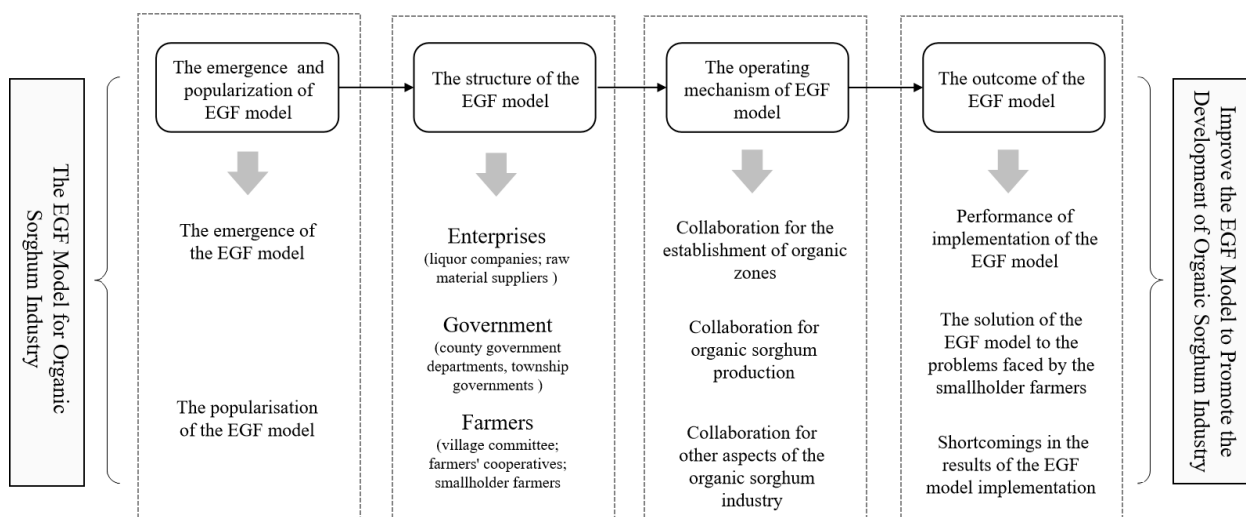 The EGF Model for Organic
Sorghum Industry
The emergence and
popularization of
EGF model
The emergence of
the EGF model
The popularisation
of the EGF model
The structure of the
EGF model
Enterprises
(liquor companies; raw
material suppliers )
Government
(county government
departments, township
governments )
Farmers
(village committee;
farmers' cooperatives;
smallholder farmers
The operating
mechanism of EGF
model
Collaboration for the
establishment of organic
zones
Collaboration for
organic sorghum
production
Collaboration for
other aspects of the
organic sorghum
industry
The outcome of the
EGF model
Performance of
implementation of the
EGF model
The solution of the
EGF model to the
problems faced by the
smallholder farmers
Shortcomings in the
results of the EGF
model implementation
Improve the EGF Model to Promote the
Development of Organic Sorghum Industry